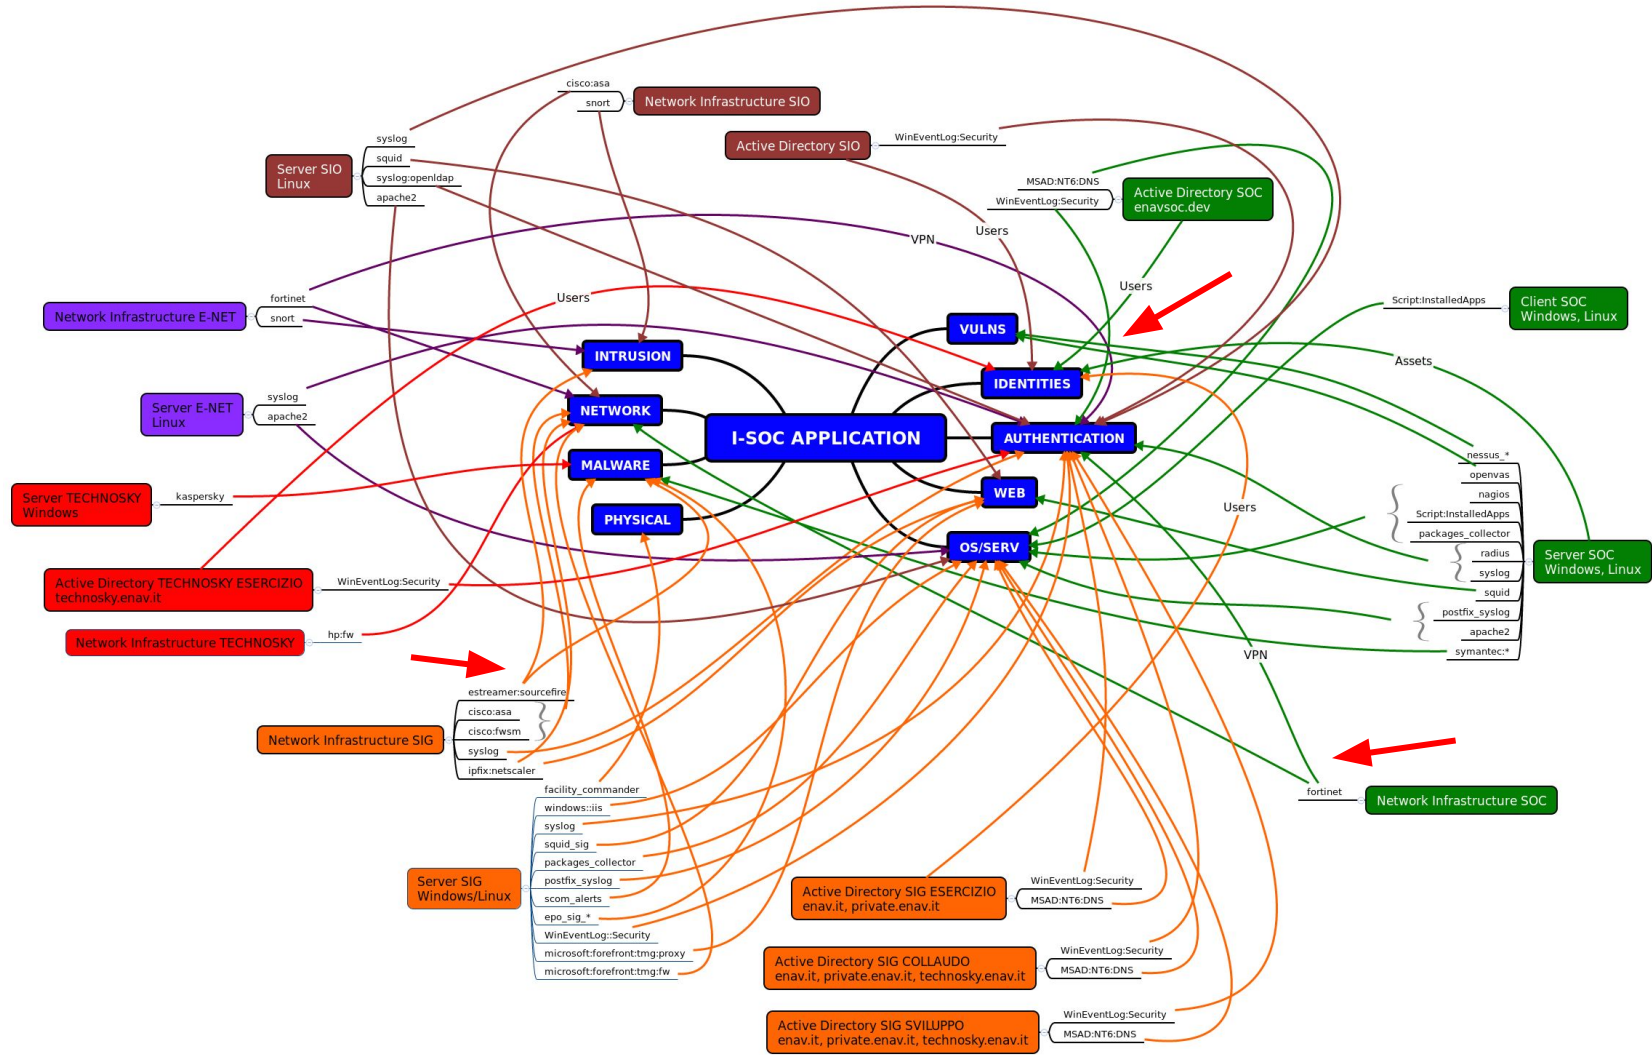 cisco:asa
snort
Network Infrastructure SIO
Active Directory SIO
WinEventLog:Security
syslog
squid
syslog:openldap
apache2
Server SIO
Linux
MSAD:NT6:DNS
WinEventLog:Security
Active Directory SOC
enavsoc.dev
VPN
Users
Users
Users
fortinet
snort
Network Infrastructure E-NET
Script:InstalledApps
Client SOC
Windows, Linux
VULNS
INTRUSION
IDENTITIES
Assets
syslog
apache2
Server E-NET
Linux
NETWORK
I-SOC APPLICATION
AUTHENTICATION
MALWARE
WEB
PHYSICAL
OS/SERV
Users
nessus_*
openvas
nagios
Script:InstalledApps
packages_collector
radius
syslog
squid
postfix_syslog
apache2
symantec:*
Server SOC
Windows, Linux
Server TECHNOSKY
Windows
kaspersky
Active Directory TECHNOSKY ESERCIZIO
technosky.enav.it
WinEventLog:Security
Network Infrastructure TECHNOSKY
hp:fw
VPN
estreamer:sourcefire
cisco:asa
cisco:fwsm
syslog
ipfix:netscaler
Network Infrastructure SIG
fortinet
Network Infrastructure SOC
facility_commander
windows::iis
syslog
squid_sig
packages_collector
postfix_syslog
scom_alerts
epo_sig_*
WinEventLog::Security
microsoft:forefront:tmg:proxy
microsoft:forefront:tmg:fw
Server SIG
Windows/Linux
Active Directory SIG ESERCIZIO
enav.it, private.enav.it
WinEventLog:Security
MSAD:NT6:DNS
Active Directory SIG COLLAUDO
enav.it, private.enav.it, technosky.enav.it
WinEventLog:Security
MSAD:NT6:DNS
Active Directory SIG SVILUPPO
enav.it, private.enav.it, technosky.enav.it
WinEventLog:Security
MSAD:NT6:DNS